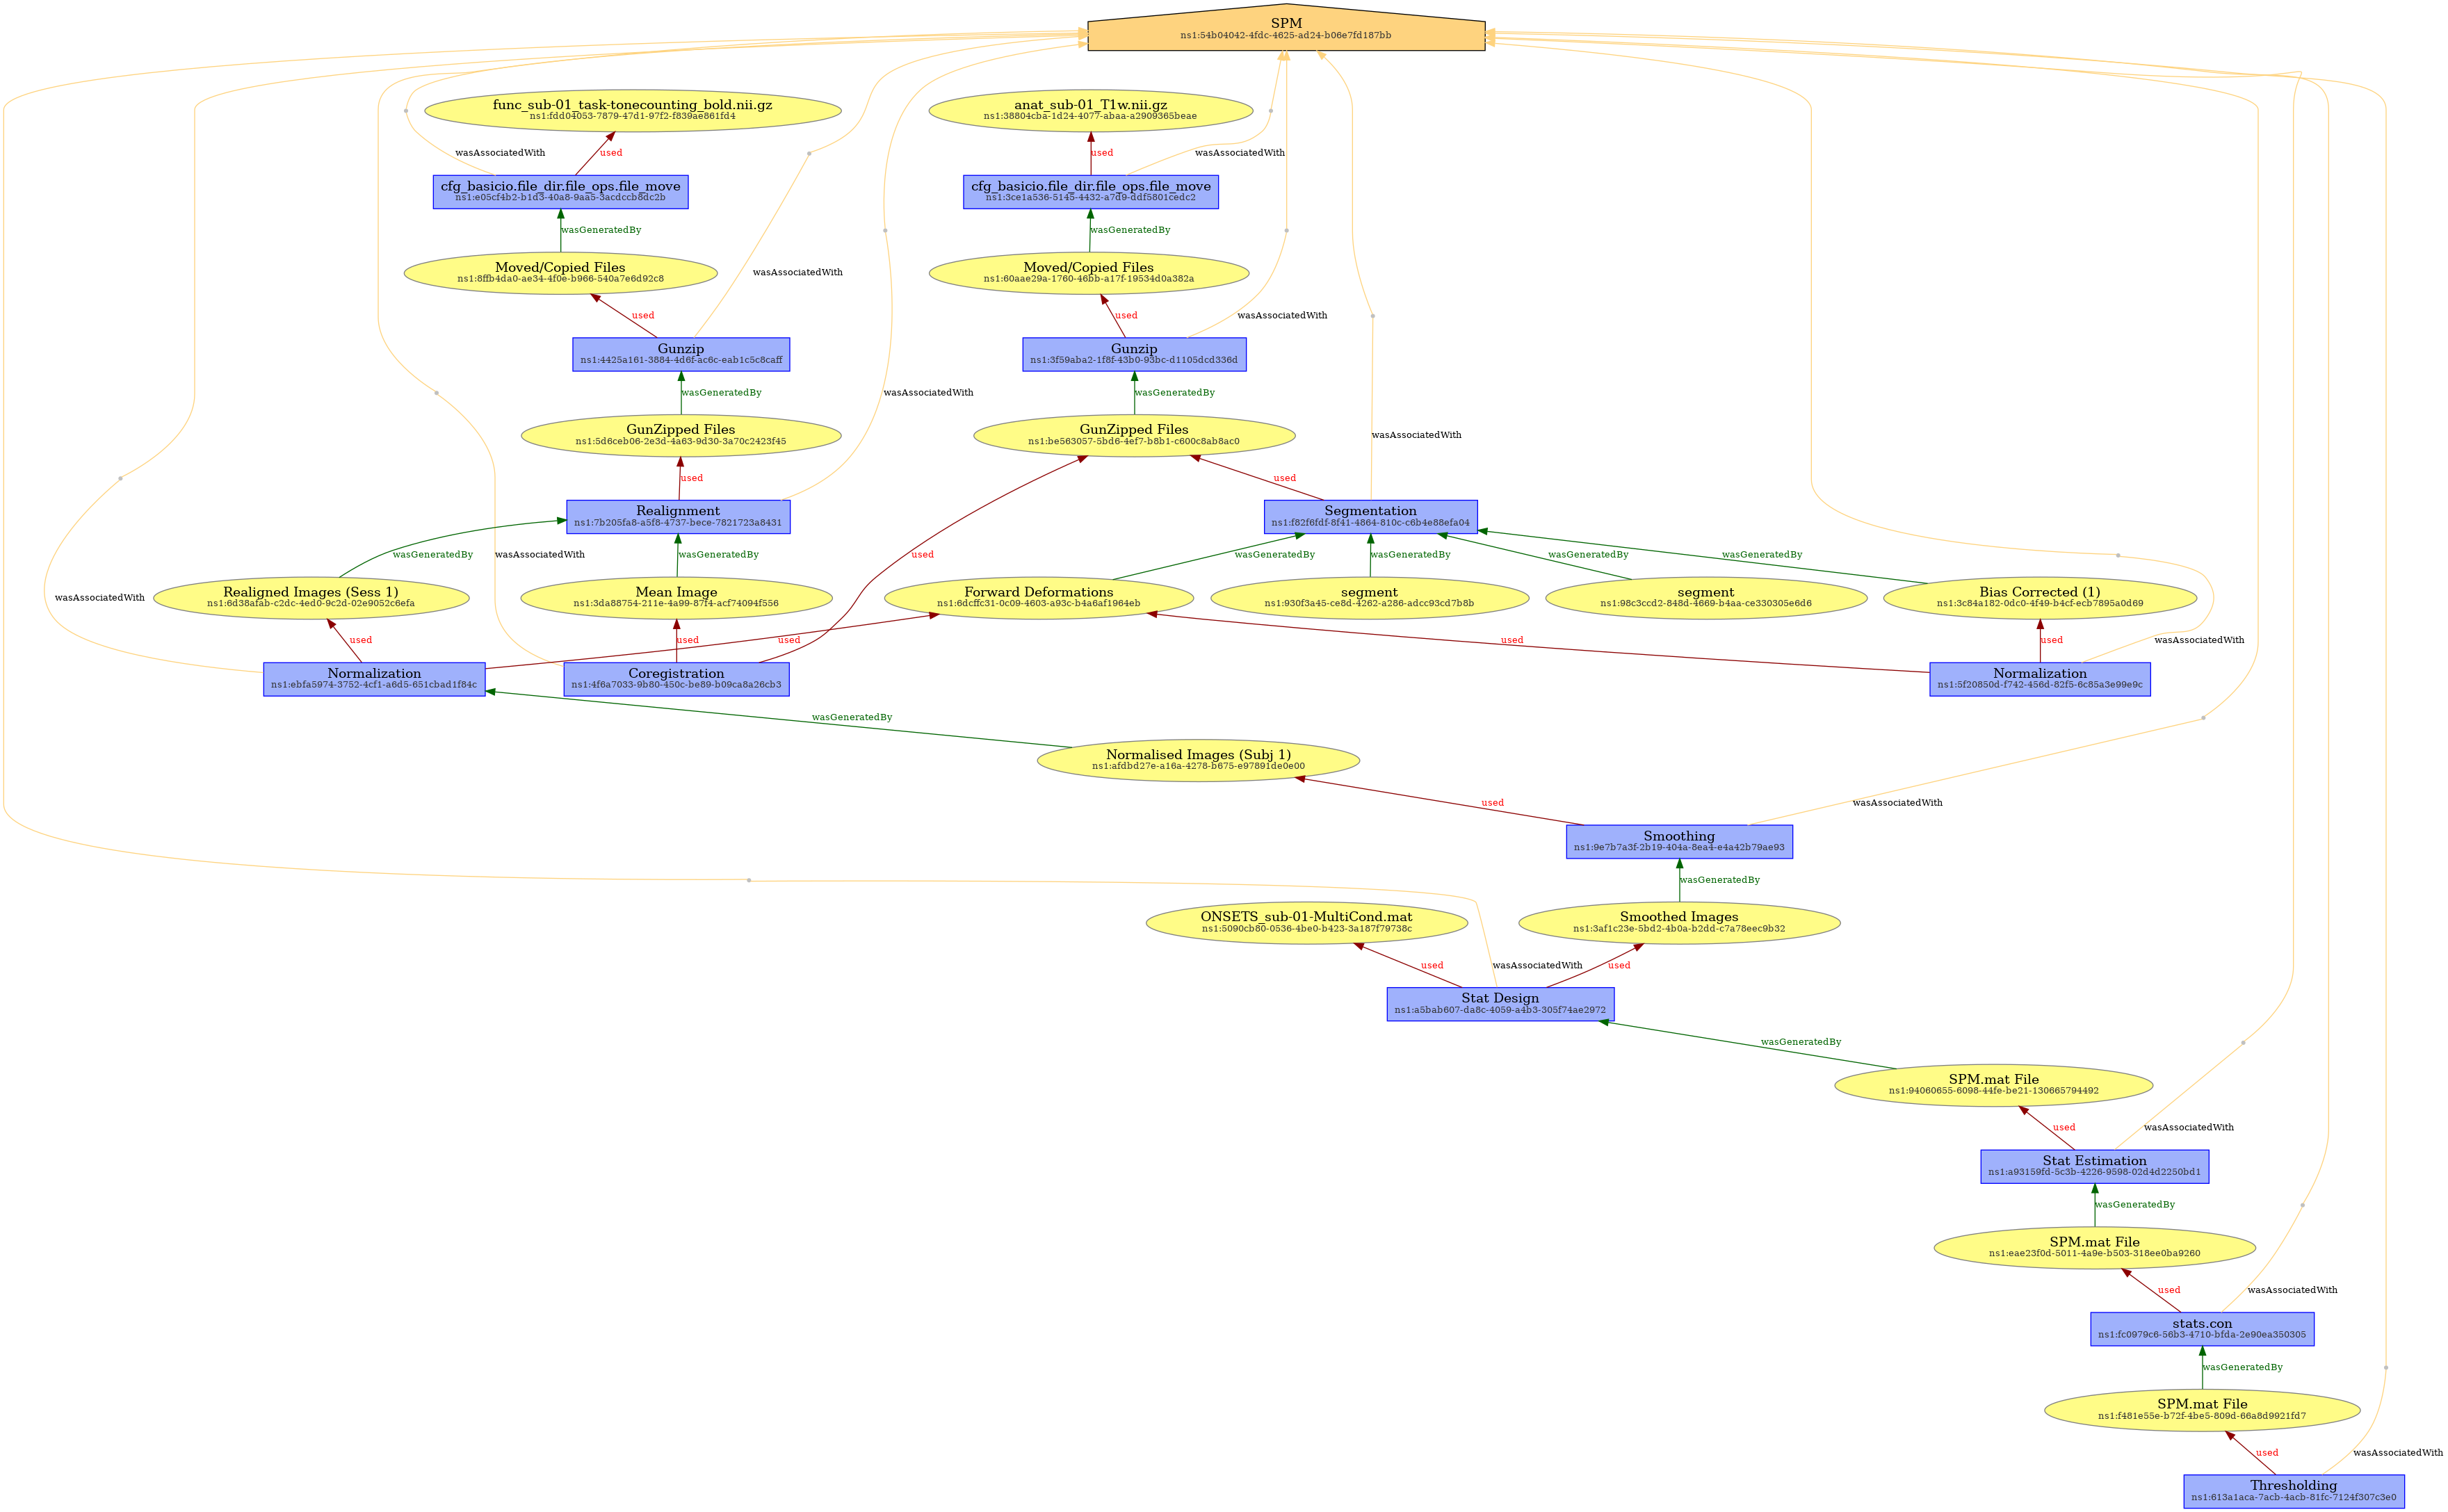 SPM
ns1:54b04042-4fdc-4625-ad24-b06e7fd187bb
func_sub-01_task-tonecounting_bold.nii.gz
ns1:fdd04053-7879-47d1-97f2-f839ae861fd4
anat_sub-01_T1w.nii.gz
ns1:38804cba-1d24-4077-abaa-a2909365beae
wasAssociatedWith
used
used
wasAssociatedWith
cfg_basicio.file_dir.file_ops.file_move
ns1:e05cf4b2-b1d3-40a8-9aa5-3acdccb8dc2b
cfg_basicio.file_dir.file_ops.file_move
ns1:3ce1a536-5145-4432-a7d9-ddf5801cedc2
wasGeneratedBy
wasGeneratedBy
Moved/Copied Files
ns1:8ffb4da0-ae34-4f0e-b966-540a7e6d92c8
wasAssociatedWith
Moved/Copied Files
ns1:60aae29a-1760-46bb-a17f-19534d0a382a
used
used
wasAssociatedWith
Gunzip
ns1:4425a161-3884-4d6f-ac6c-eab1c5c8caff
Gunzip
ns1:3f59aba2-1f8f-43b0-93bc-d1105dcd336d
wasGeneratedBy
wasAssociatedWith
wasGeneratedBy
GunZipped Files
ns1:5d6ceb06-2e3d-4a63-9d30-3a70c2423f45
GunZipped Files
ns1:be563057-5bd6-4ef7-b8b1-c600c8ab8ac0
wasAssociatedWith
used
used
Realignment
ns1:7b205fa8-a5f8-4737-bece-7821723a8431
Segmentation
ns1:f82f6fdf-8f41-4864-810c-c6b4e88efa04
wasGeneratedBy
wasAssociatedWith
wasGeneratedBy
used
wasGeneratedBy
wasGeneratedBy
wasGeneratedBy
wasGeneratedBy
wasAssociatedWith
Realigned Images (Sess 1)
ns1:6d38afab-c2dc-4ed0-9c2d-02e9052c6efa
Mean Image
ns1:3da88754-211e-4a99-87f4-acf74094f556
Forward Deformations
ns1:6dcffc31-0c09-4603-a93c-b4a6af1964eb
segment
ns1:930f3a45-ce8d-4262-a286-adcc93cd7b8b
segment
ns1:98c3ccd2-848d-4669-b4aa-ce330305e6d6
Bias Corrected (1)
ns1:3c84a182-0dc0-4f49-b4cf-ecb7895a0d69
used
used
used
used
used
wasAssociatedWith
Normalization
ns1:ebfa5974-3752-4cf1-a6d5-651cbad1f84c
Coregistration
ns1:4f6a7033-9b80-450c-be89-b09ca8a26cb3
Normalization
ns1:5f20850d-f742-456d-82f5-6c85a3e99e9c
wasGeneratedBy
Normalised Images (Subj 1)
ns1:afdbd27e-a16a-4278-b675-e97891de0e00
used
wasAssociatedWith
Smoothing
ns1:9e7b7a3f-2b19-404a-8ea4-e4a42b79ae93
wasGeneratedBy
ONSETS_sub-01-MultiCond.mat
ns1:5090cb80-0536-4be0-b423-3a187f79738c
Smoothed Images
ns1:3af1c23e-5bd2-4b0a-b2dd-c7a78eec9b32
used
wasAssociatedWith
used
Stat Design
ns1:a5bab607-da8c-4059-a4b3-305f74ae2972
wasGeneratedBy
SPM.mat File
ns1:94060655-6098-44fe-be21-130665794492
used
wasAssociatedWith
Stat Estimation
ns1:a93159fd-5c3b-4226-9598-02d4d2250bd1
wasGeneratedBy
SPM.mat File
ns1:eae23f0d-5011-4a9e-b503-318ee0ba9260
used
wasAssociatedWith
stats.con
ns1:fc0979c6-56b3-4710-bfda-2e90ea350305
wasGeneratedBy
SPM.mat File
ns1:f481e55e-b72f-4be5-809d-66a8d9921fd7
used
wasAssociatedWith
Thresholding
ns1:613a1aca-7acb-4acb-81fc-7124f307c3e0